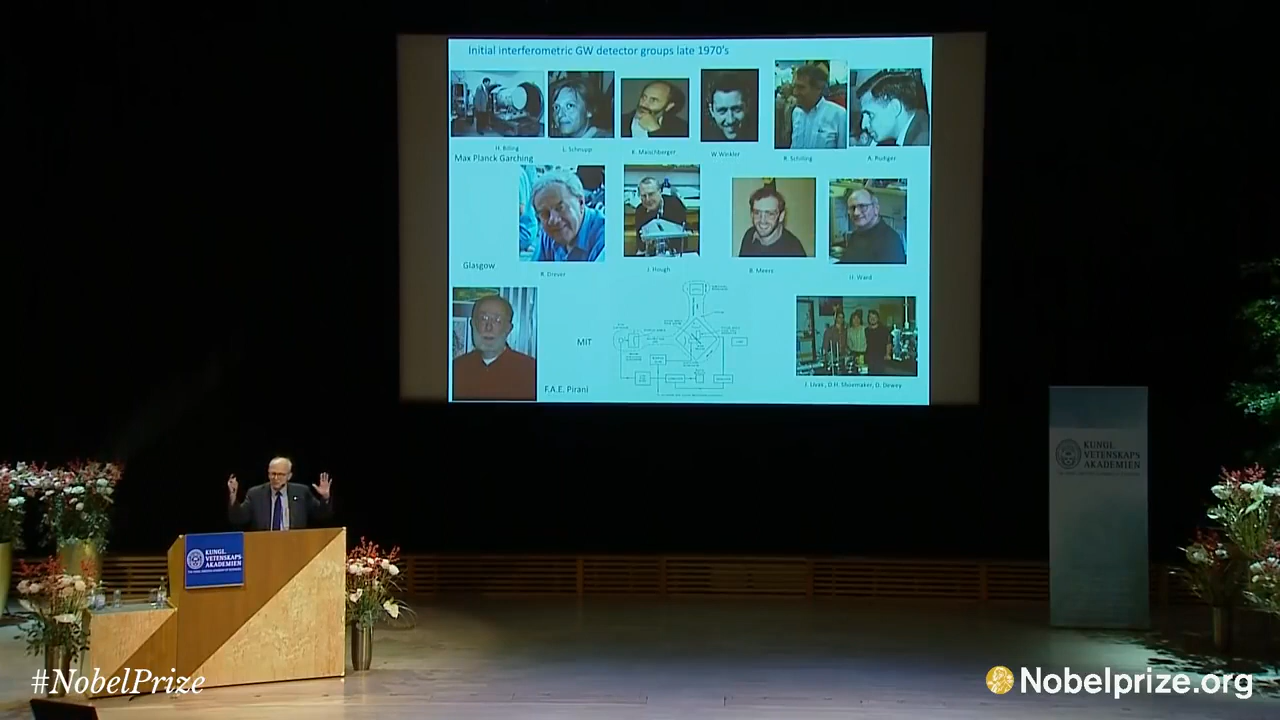 Initial interferometric GW detector groups late 1970's
H. Billing
L. Schnupp
K. Maischberger
W. Winkler
R. Schilling
A. Rudiger
Max Planck Garching
Glasgow
R. Drever
J. Hough
B. Meers
H. Ward
MIT
F.A.E. Pirani
J. Livas, D.H. Shoemaker, D. Dewey
KUNGL.
VETENSKAPS
AKADEMIEN
KUNGL.
VETENSKAPS
AKADEMIEN
#NobelPrize
Nobelprize.org